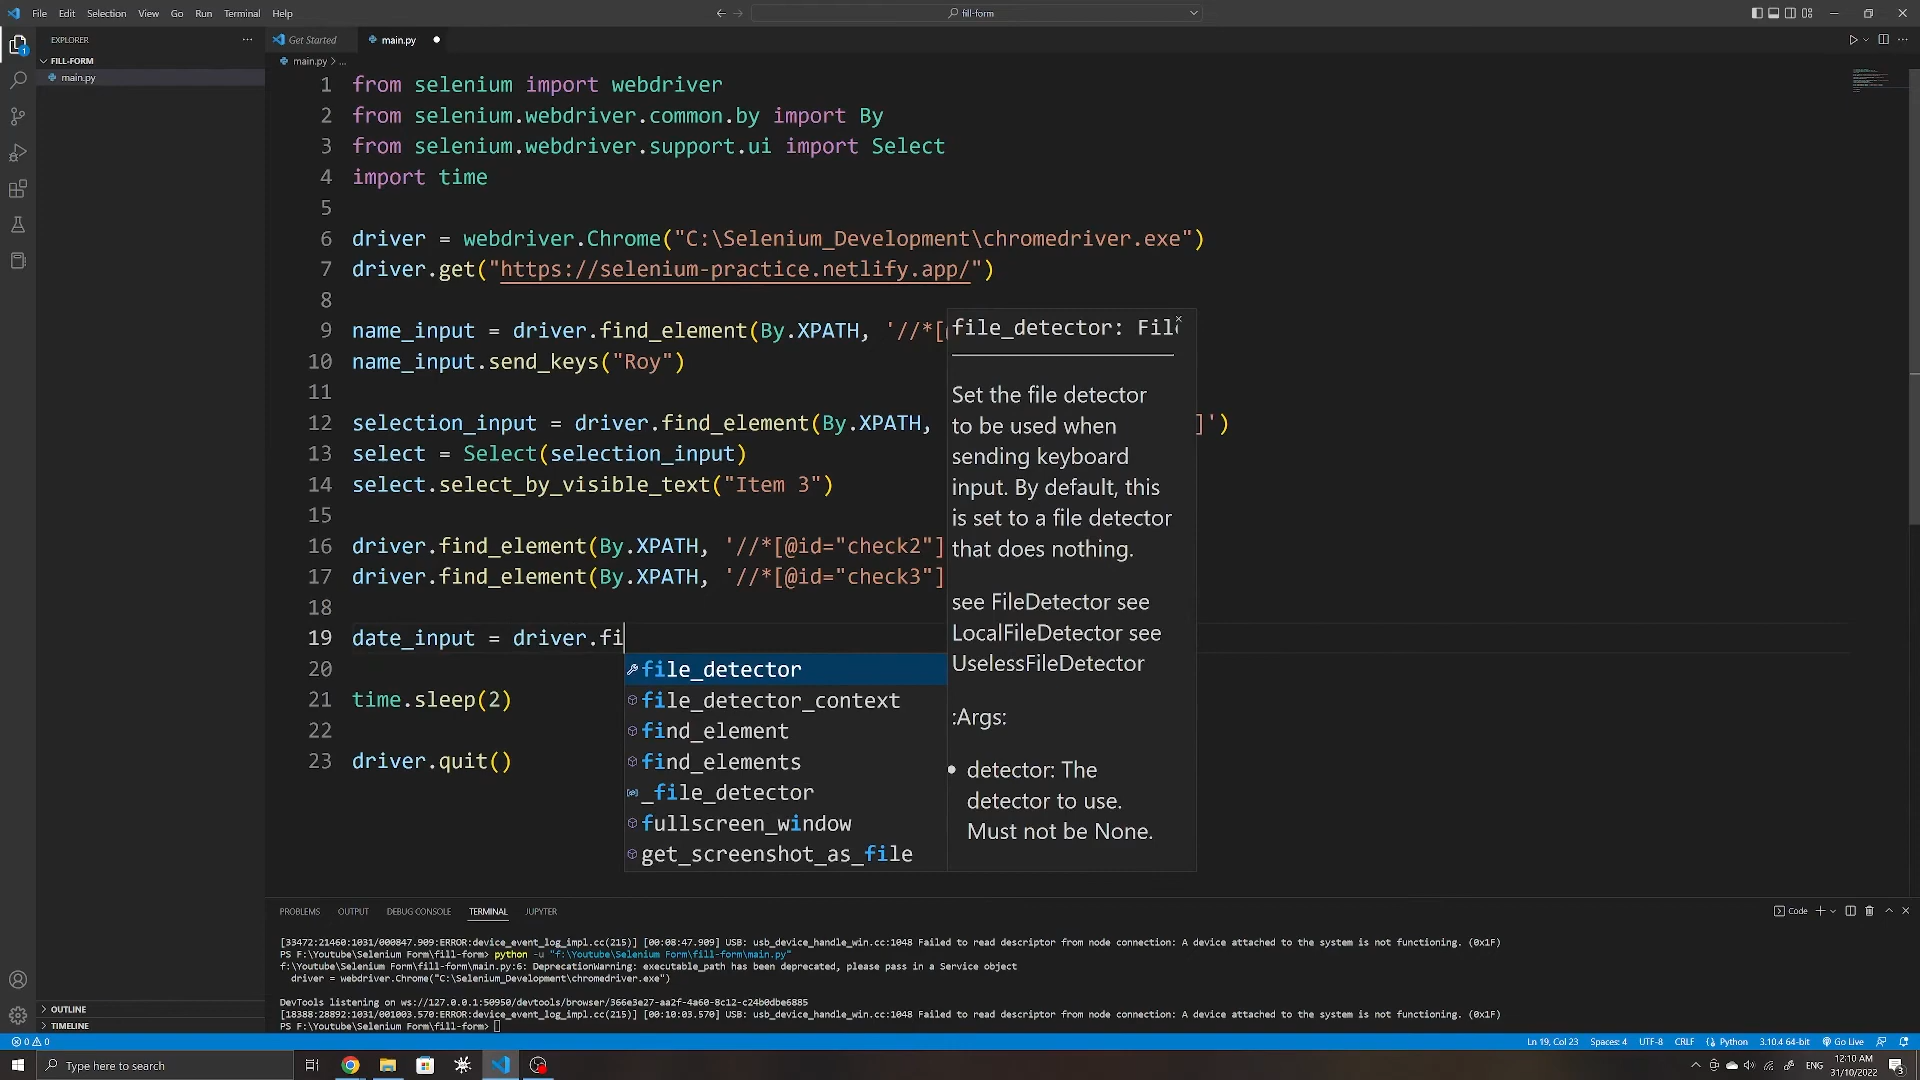 File Edit Selection View Go Run Terminal Help
fill-form
EXPLORER
Get Started
main.py
FILL-FORM
main.py
main.py > ...
1 from selenium import webdriver
2 from selenium.webdriver.common.by import By
3 from selenium.webdriver.support.ui import Select
4 import time
5
6 driver = webdriver.Chrome("C:\Selenium_Development\chromedriver.exe")
7 driver.get("https://selenium-practice.netlify.app/")
8
9 name_input = driver.find_element(By.XPATH, '//*[
10 name_input.send_keys("Roy")
11
12 selection_input = driver.find_element(By.XPATH, ]')
13 select = Select(selection_input)
14 select.select_by_visible_text("Item 3")
15
16 driver.find_element(By.XPATH, '//*[@id="check2"]
17 driver.find_element(By.XPATH, '//*[@id="check3"]
18
19 date_input = driver.fi
20
21 time.sleep(2)
22
23 driver.quit()
file_detector
file_detector_context
find_element
find_elements
_file_detector
fullscreen_window
get_screenshot_as_file
file_detector: Fil
Set the file detector
to be used when
sending keyboard
input. By default, this
is set to a file detector
that does nothing.
see FileDetector see
LocalFileDetector see
UselessFileDetector
:Args:
detector: The
detector to use.
Must not be None.
PROBLEMS OUTPUT DEBUG CONSOLE TERMINAL JUPYTER
Code
[33472:21460:1031/000847.909:ERROR:device_event_log_impl.cc(215)] [00:08:47.909] USB: usb_device_handle_win.cc:1048 Failed to read descriptor from node connection: A device attached to the system is not functioning. (0x1F)
PS F:\Youtube\Selenium Form\fill-form> python -u "f:\Youtube\Selenium Form\fill-form\main.py"
f:\Youtube\Selenium Form\fill-form\main.py:6: DeprecationWarning: executable_path has been deprecated, please pass in a Service object
driver = webdriver.Chrome("C:\Selenium_Development\chromedriver.exe")
DevTools listening on ws://127.0.0.1:50950/devtools/browser/366e3e27-aa2f-4a60-8c12-c24b0dbe6885
[18388:28892:1031/001003.570:ERROR:device_event_log_impl.cc(215)] [00:10:03.570] USB: usb_device_handle_win.cc:1048 Failed to read descriptor from node connection: A device attached to the system is not functioning. (0x1F)
PS F:\Youtube\Selenium Form\fill-form>
OUTLINE
TIMELINE
0 0
Ln 19, Col 23 Spaces: 4 UTF-8 CRLF Python 3.10.4 64-bit Go Live
Type here to search
ENG
12:10 AM
31/10/2022
3